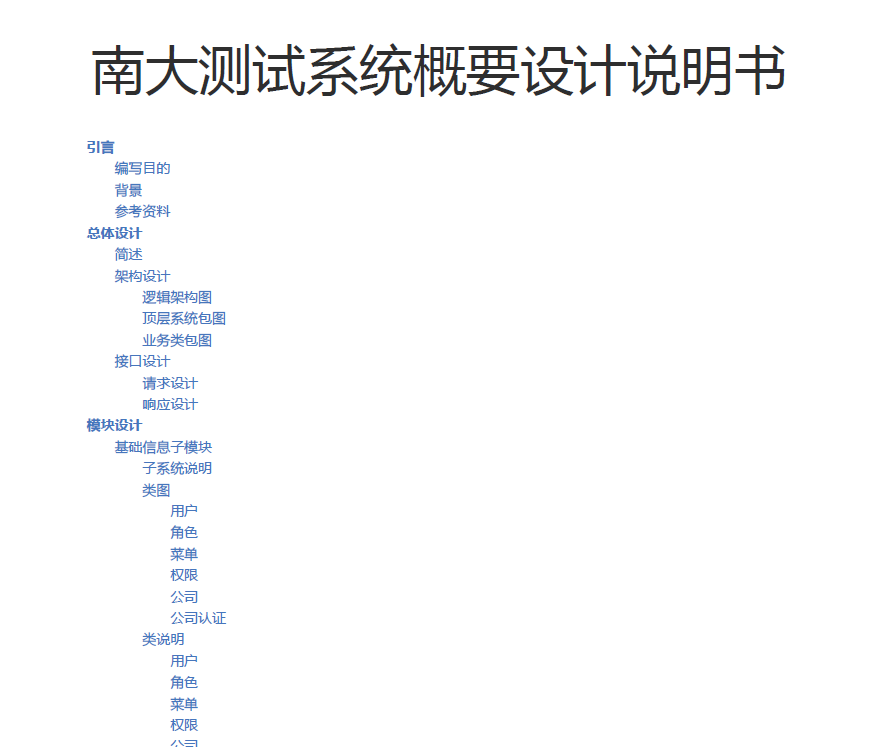 南大测试系统概要设计说明书
引言
编写目的
背景
参考资料
总体设计
简述
架构设计
逻辑架构图
顶层系统包图
业务类包图
接口设计
请求设计
响应设计
模块设计
基础信息子模块
子系统说明
类图
用户
角色
菜单
权限
公司
公司认证
类说明
用户
角色
菜单
权限
公司